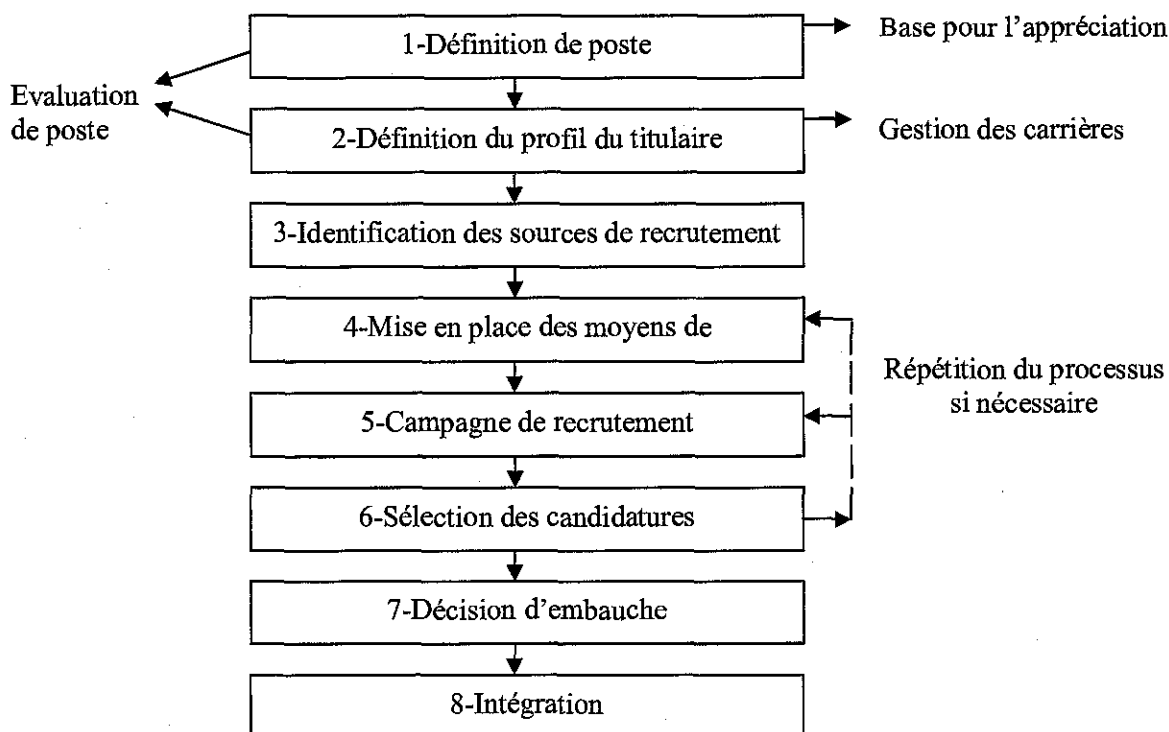 1-Définition de poste
Base pour l'appréciation
Evaluation
de poste
2-Définition du profil du titulaire
Gestion des carrières
3-Identification des sources de recrutement
4-Mise en place des moyens de
Répétition du processus
si nécessaire
5-Campagne de recrutement
6-Sélection des candidatures
7-Décision d'embauche
8-Intégration